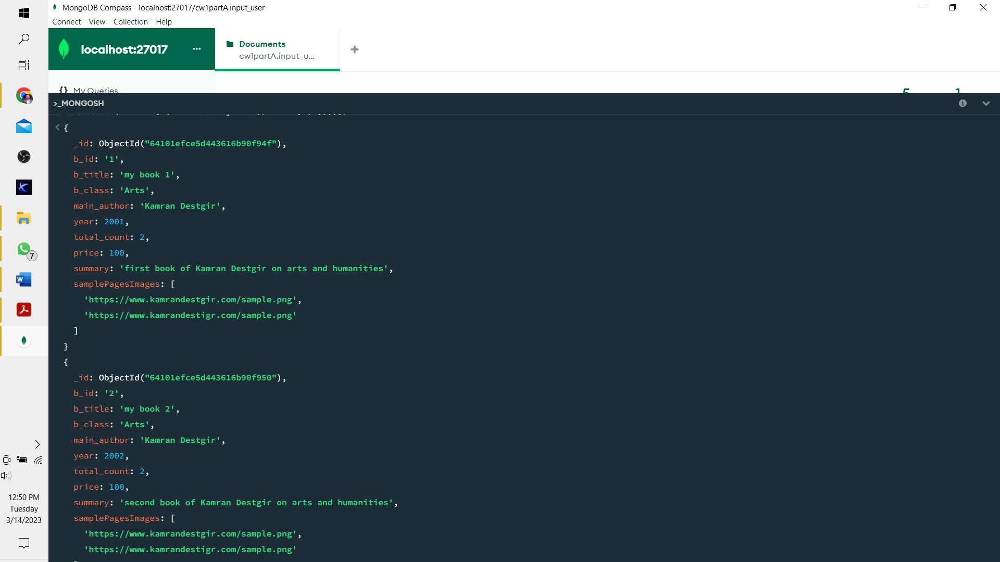 MongoDB Compass - localhost:27017/cw1partA.input_user
Connect View Collection Help
localhost:27017 ...
Documents
cw1partA.input_u...
+
{} My Queries
5 1
>_MONGOSH
{
_id: ObjectId("64101efce5d443616b90f94f"),
b_id: '1',
b_title: 'my book 1',
b_class: 'Arts',
main_author: 'Kamran Destgir',
year: 2001,
total_count: 2,
price: 100,
summary: 'first book of Kamran Destgir on arts and humanities',
samplePagesImages: [
'https://www.kamrandestgir.com/sample.png',
'https://www.kamrandestigr.com/sample.png'
]
}
{
_id: ObjectId("64101efce5d443616b90f950"),
b_id: '2',
b_title: 'my book 2',
b_class: 'Arts',
main_author: 'Kamran Destgir',
year: 2002,
total_count: 2,
price: 100,
summary: 'second book of Kamran Destgir on arts and humanities',
samplePagesImages: [
'https://www.kamrandestgir.com/sample.png',
'https://www.kamrandestigr.com/sample.png'
7
W
12:50 PM
Tuesday
3/14/2023